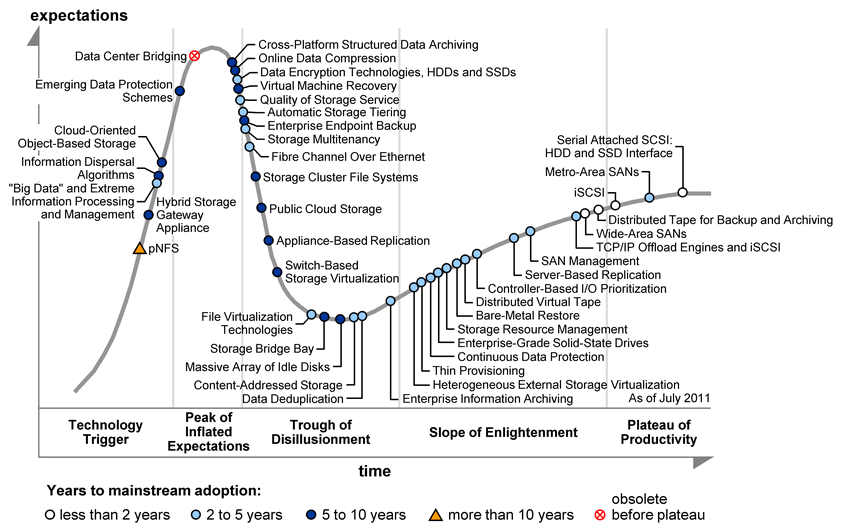 expectations
Data Center Bridging
Emerging Data Protection
Schemes
Cloud-Oriented
Object-Based Storage
Information Dispersal
Algorithms
"Big Data" and Extreme
Information Processing
and Management
Hybrid Storage
Gateway
Appliance
pNFS
Cross-Platform Structured Data Archiving
Online Data Compression
Data Encryption Technologies, HDDs and SSDs
Virtual Machine Recovery
Quality of Storage Service
Automatic Storage Tiering
Enterprise Endpoint Backup
Storage Multitenancy
Fibre Channel Over Ethernet
Storage Cluster File Systems
Public Cloud Storage
Appliance-Based Replication
Switch-Based
Storage Virtualization
File Virtualization
Technologies
Storage Bridge Bay
Massive Array of Idle Disks
Content-Addressed Storage
Data Deduplication
Serial Attached SCSI:
HDD and SSD Interface
Metro-Area SANs
iSCSI
Distributed Tape for Backup and Archiving
Wide-Area SANs
TCP/IP Offload Engines and iSCSI
SAN Management
Server-Based Replication
Controller-Based I/O Prioritization
Distributed Virtual Tape
Bare-Metal Restore
Storage Resource Management
Enterprise-Grade Solid-State Drives
Continuous Data Protection
Thin Provisioning
Heterogeneous External Storage Virtualization
Enterprise Information Archiving
As of July 2011
Technology
Trigger
Peak of
Inflated
Expectations
Trough of
Disillusionment
Slope of Enlightenment
Plateau of
Productivity
time
Years to mainstream adoption:
less than 2 years
2 to 5 years
5 to 10 years
more than 10 years
obsolete
before plateau